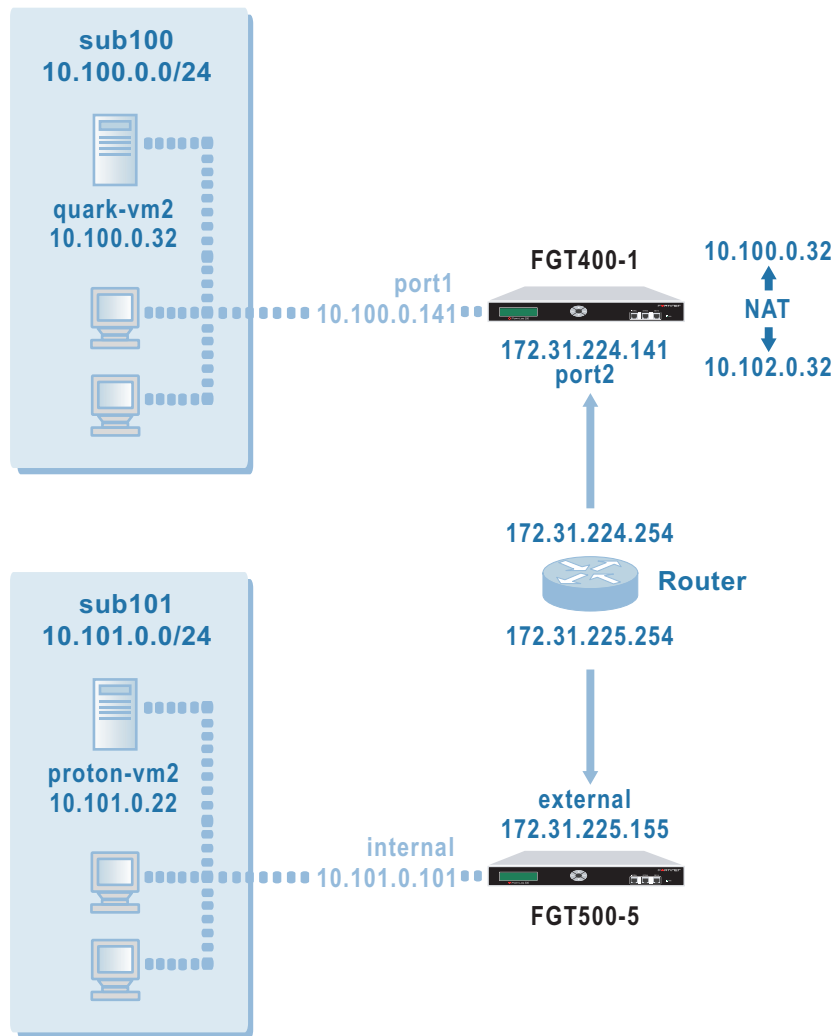 sub100
10.100.0.0/24
quark-vm2
10.100.0.32
port1
10.100.0.141
FGT400-1
172.31.224.141
port2
10.100.0.32
NAT
10.102.0.32
172.31.224.254
Router
172.31.225.254
sub101
10.101.0.0/24
proton-vm2
10.101.0.22
internal
10.101.0.101
external
172.31.225.155
FGT500-5